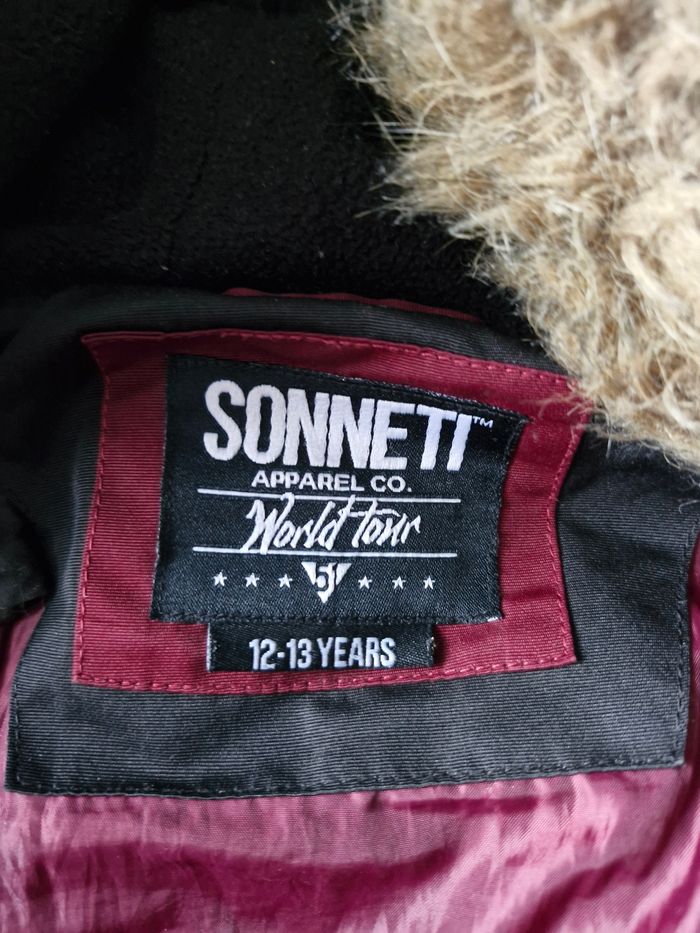 SONNETI™
APPAREL CO.
World Tour
12-13 YEARS